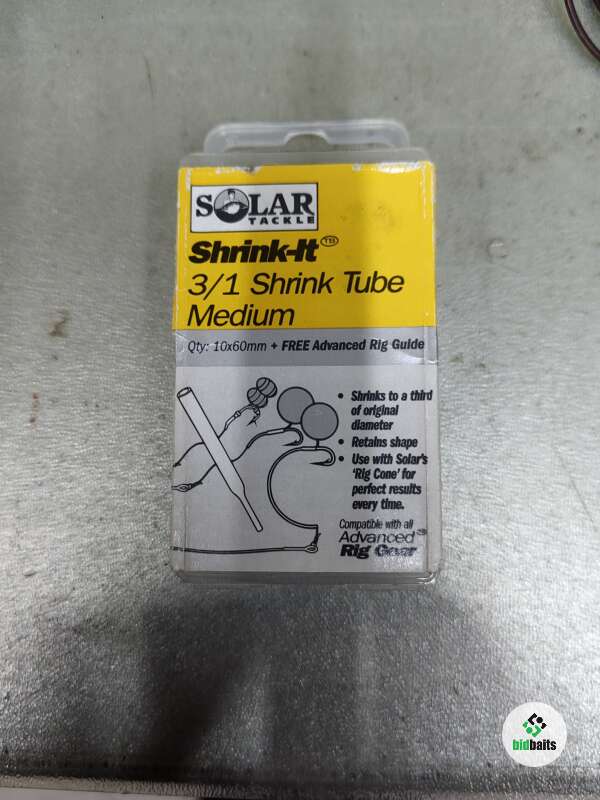 SOLAR
TACKLE
Shrink-It TB
3/1 Shrink Tube
Medium
Qty: 10x60mm + FREE Advanced Rig Guide
• Shrinks to a third
of original
diameter
• Retains shape
• Use with Solar's
'Rig Cone' for
perfect results
every time.
Compatible with all
Advanced
Rig Gear
bidbaits